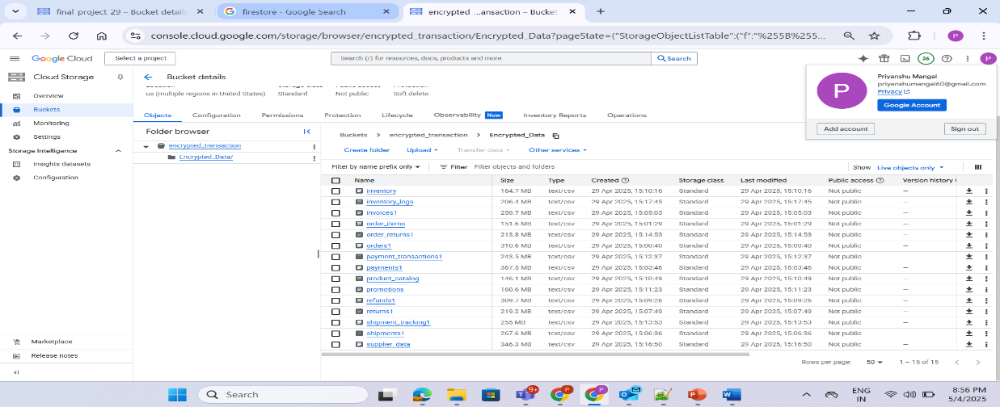 final_project_29 – Bucket details
firestore - Google Search
encrypted_...ansaction – Bucket
console.cloud.google.com/storage/browser/encrypted_transaction/Encrypted_Data?pageState=("StorageObjectListTable":("f":"%255B%255...
P
Google Cloud
Select a project
Search (/) for resources, docs, products and more
Search
26
P
Cloud Storage
Bucket details
Overview
Buckets
Monitoring
Settings
Storage Intelligence
Insights datasets
Configuration
Marketplace
Release notes
us (multiple regions in United States) Standard Not public Soft delete
Objects Configuration Permissions Protection Lifecycle Observability New Inventory Reports Operations
P
Priyanshu Mangal
priyanshumangal60@gmail.com
Privacy
Google Account
Add account
Sign out
Folder browser
encrypted_transaction
Encrypted_Data/
Buckets > encrypted_transaction > Encrypted_Data
Create folder Upload Transfer data Other services
Filter by name prefix only Filter Filter objects and folders Show Live objects only
Name Size Type Created Storage class Last modified Public access Version history
inventory 164.7 MB text/csv 29 Apr 2025, 15:10:16 Standard 29 Apr 2025, 15:10:16 Not public —
inventory_logs 206.4 MB text/csv 29 Apr 2025, 15:17:45 Standard 29 Apr 2025, 15:17:45 Not public —
invoices1 259.7 MB text/csv 29 Apr 2025, 15:05:03 Standard 29 Apr 2025, 15:05:03 Not public —
order_items 151.6 MB text/csv 29 Apr 2025, 15:01:29 Standard 29 Apr 2025, 15:01:29 Not public —
order_returns1 213.8 MB text/csv 29 Apr 2025, 15:14:53 Standard 29 Apr 2025, 15:14:53 Not public —
orders1 310.6 MB text/csv 29 Apr 2025, 15:00:40 Standard 29 Apr 2025, 15:00:40 Not public —
payment_transactions1 243.5 MB text/csv 29 Apr 2025, 15:12:37 Standard 29 Apr 2025, 15:12:37 Not public
payments1 367.5 MB text/csv 29 Apr 2025, 15:03:46 Standard 29 Apr 2025, 15:03:46 Not public —
product_catalog 146.1 MB text/csv 29 Apr 2025, 15:10:49 Standard 29 Apr 2025, 15:10:49 Not public —
promotions 160.6 MB text/csv 29 Apr 2025, 15:11:23 Standard 29 Apr 2025, 15:11:23 Not public —
refunds1 309.7 MB text/csv 29 Apr 2025, 15:09:26 Standard 29 Apr 2025, 15:09:26 Not public —
returns1 219.2 MB text/csv 29 Apr 2025, 15:07:49 Standard 29 Apr 2025, 15:07:49 Not public —
shipment_tracking1 255 MB text/csv 29 Apr 2025, 15:13:53 Standard 29 Apr 2025, 15:13:53 Not public —
shipments1 267.6 MB text/csv 29 Apr 2025, 15:06:36 Standard 29 Apr 2025, 15:06:36 Not public —
supplier_data 346.3 MB text/csv 29 Apr 2025, 15:16:50 Standard 29 Apr 2025, 15:16:50 Not public —
Rows per page: 50 1 – 15 of 15
Search
9+
ENG
IN
8:56 PM
5/4/2025